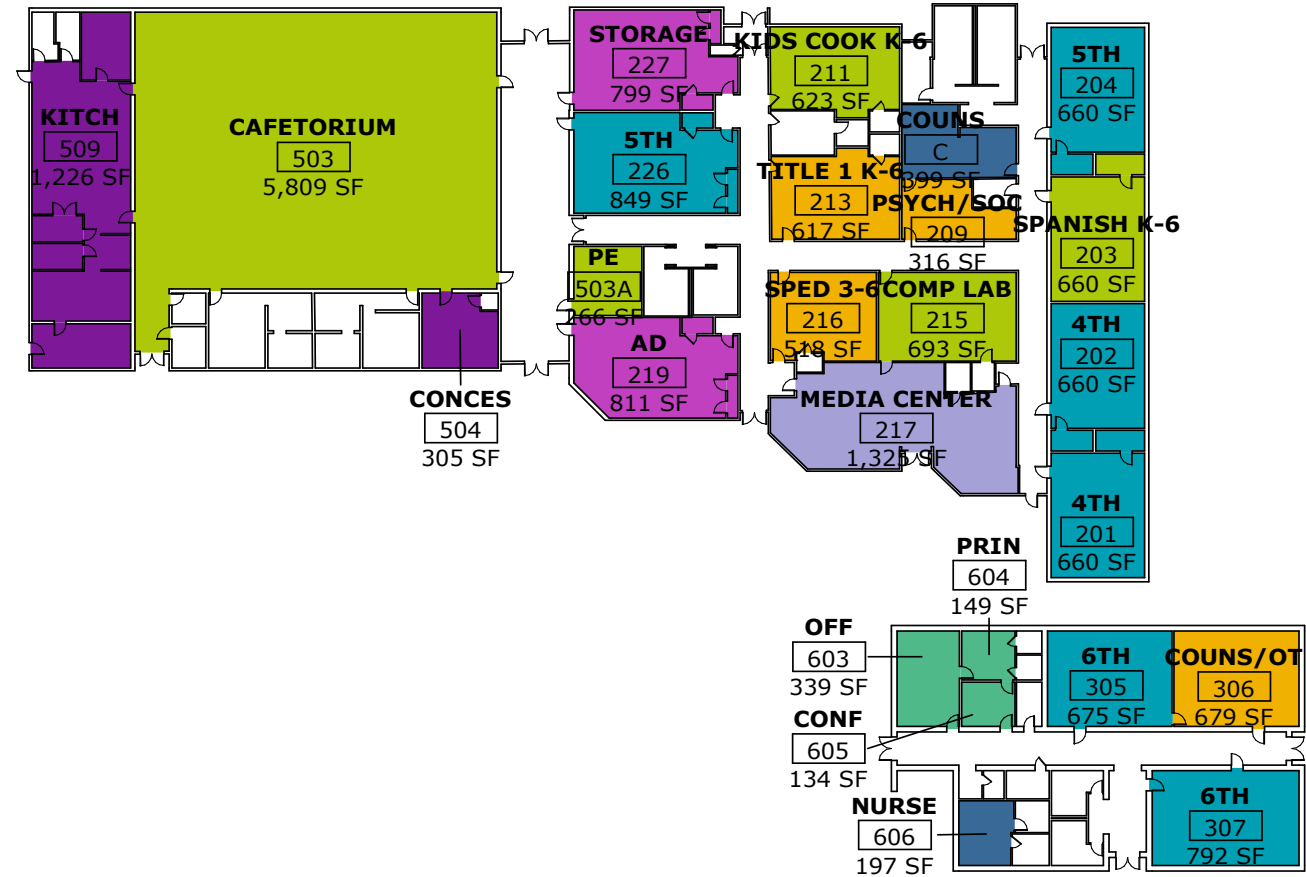 STORAGE
227
799 SF
KIDS COOK K-6
211
623 SF
5TH
204
660 SF
KITCH
509
1,226 SF
CAFETORIUM
503
5,809 SF
5TH
226
849 SF
COUNS
C
399 SF
TITLE 1 K-6
213
617 SF
PSYCH/SOC
209
316 SF
SPANISH K-6
203
660 SF
PE
503A
266 SF
SPED 3-6
216
518 SF
COMP LAB
215
693 SF
4TH
202
660 SF
AD
219
811 SF
CONCES
504
305 SF
MEDIA CENTER
217
1,325 SF
4TH
201
660 SF
PRIN
604
149 SF
OFF
603
339 SF
6TH
305
675 SF
COUNS/OT
306
679 SF
CONF
605
134 SF
NURSE
606
197 SF
6TH
307
792 SF